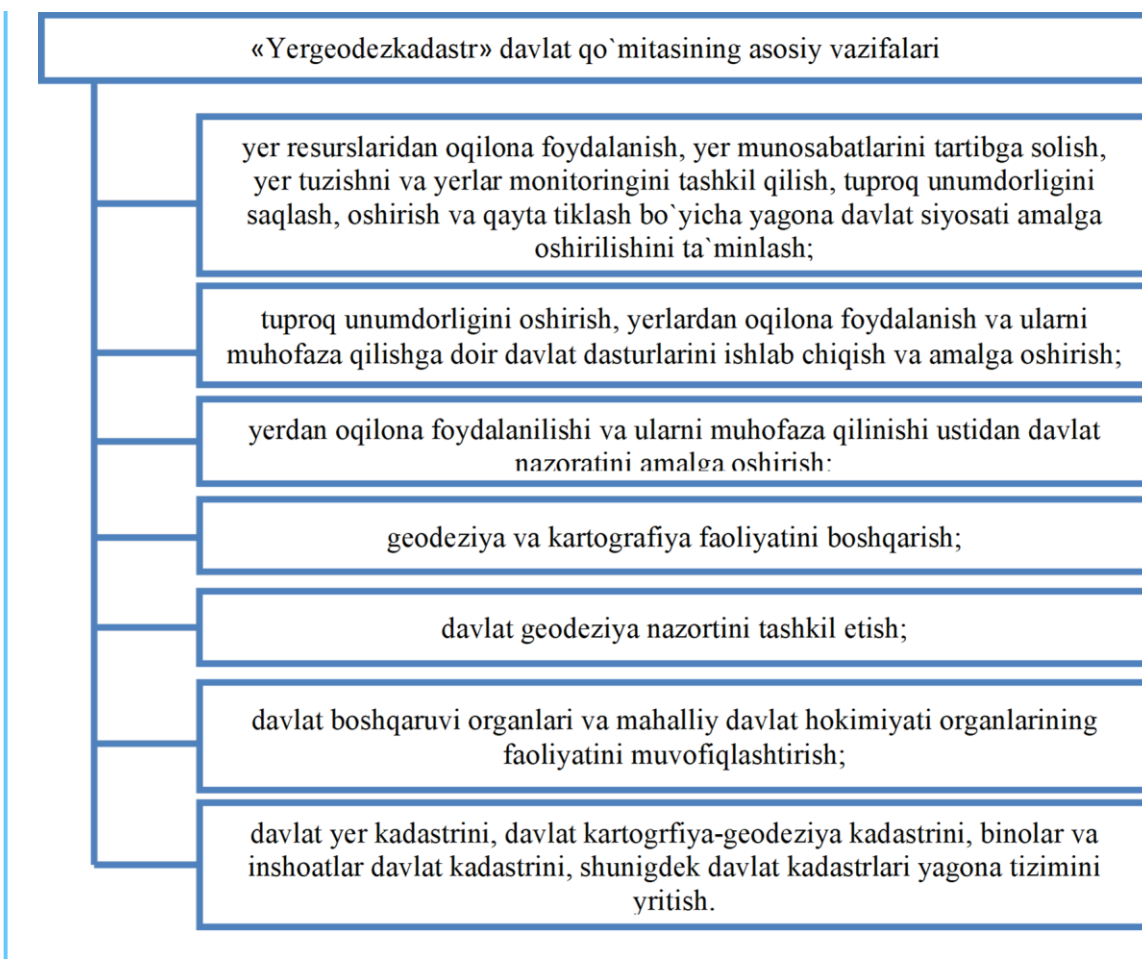 «Yergeodezkadastr» davlat qo`mitasining asosiy vazifalari
yer resurslaridan oqilona foydalanish, yer munosabatlarini tartibga solish,
yer tuzishni va yerlar monitoringini tashkil qilish, tuproq unumdorligini
saqlash, oshirish va qayta tiklash bo`yicha yagona davlat siyosati amalga
oshirilishini ta`minlash;
tuproq unumdorligini oshirish, yerlardan oqilona foydalanish va ularni
muhofaza qilishga doir davlat dasturlarini ishlab chiqish va amalga oshirish;
yerdan oqilona foydalanilishi va ularni muhofaza qilinishi ustidan davlat
nazoratini amalga oshirish;
geodeziya va kartografiya faoliyatini boshqarish;
davlat geodeziya nazortini tashkil etish;
davlat boshqaruvi organlari va mahalliy davlat hokimiyati organlarining
faoliyatini muvofiqlashtirish;
davlat yer kadastrini, davlat kartogrfiya-geodeziya kadastrini, binolar va
inshoatlar davlat kadastrini, shunigdek davlat kadastrlari yagona tizimini
yritish.